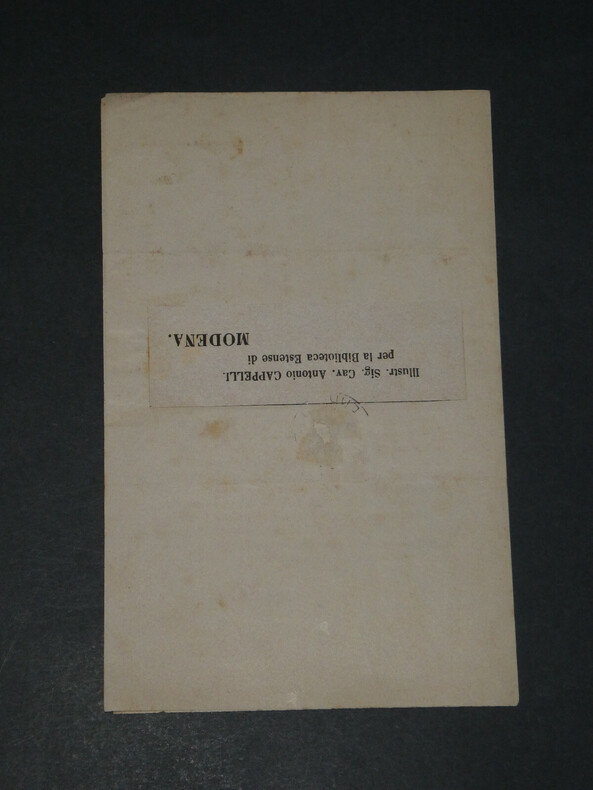 Illustr. Sig. Cav. Antonio CAPPELLI.
per la Biblioteca Estense di
MODENA.